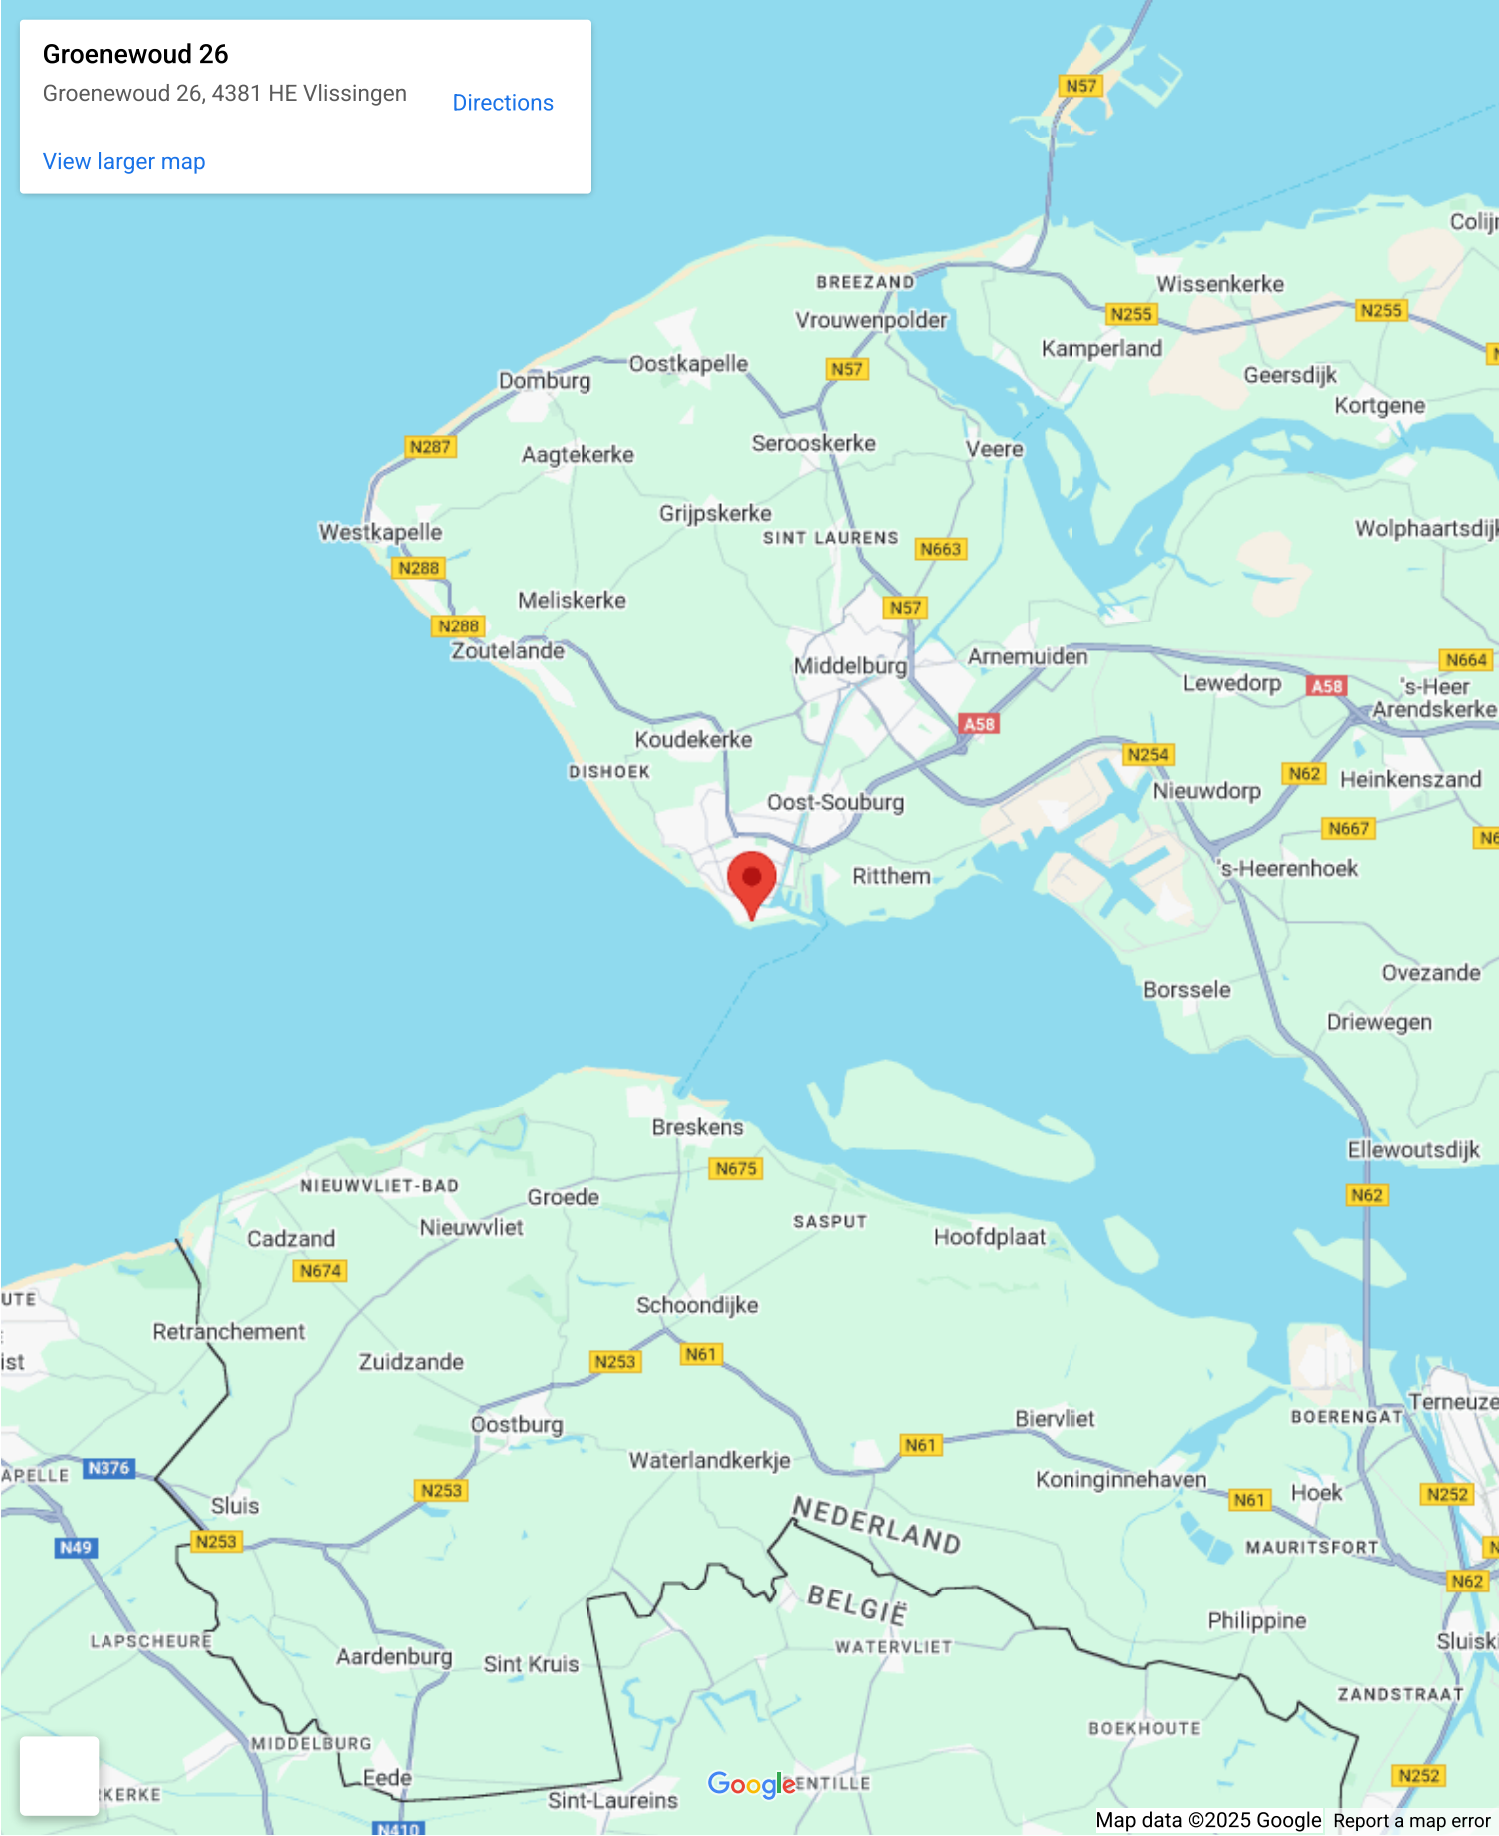 Groenewoud 26
Groenewoud 26, 4381 HE Vlissingen
Directions
View larger map
N57
Wissenkerke
BREEZAND
Vrouwenpolder
N255
N255
Kamperland
Oostkapelle
N57
Domburg
Geersdijk
Kortgene
N287
Serooskerke
Veere
Aagtekerke
Grijpskerke
Westkapelle
SINT LAURENS
N663
N288
Meliskerke
N57
N288
Zoutelande
Middelburg
Arnemuiden
N664
Lewedorp
A58
's-Heer
Arendskerke
A58
Koudekerke
N254
DISHOEK
N62
Heinkenszand
Nieuwdorp
Oost-Souburg
N667
Ritthem
's-Heerenhoek
Ovezande
Borssele
Driewegen
Breskens
Ellewoutsdijk
N675
NIEUWVLIET-BAD
Groede
N62
Nieuwvliet
SASPUT
Cadzand
Hoofdplaat
N674
UTE
Schoondijke
Retranchement
ist
Zuidzande
N253
N61
Terneuze
BOERENGAT
Oostburg
Biervliet
N61
Waterlandkerkje
N376
APELLE
Koninginnehaven
N253
Sluis
N61
Hoek
N252
NEDERLAND
N253
N49
MAURITSFORT
N62
BELGIË
Philippine
LAPSCHEURE
WATERVLIET
Sluiski
Aardenburg
Sint Kruis
ZANDSTRAAT
BOEKHOUTE
MIDDELBURG
Eede
Google
ENTILLE
N252
KERKE
Sint-Laureins
N410
Map data ©2025 Google
Report a map error